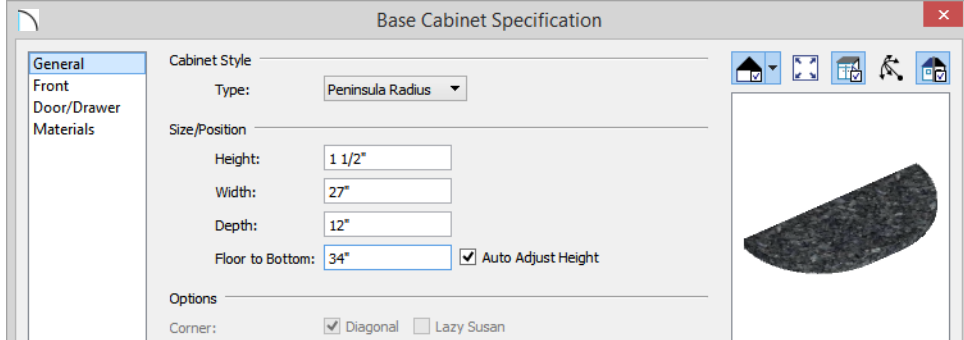 Base Cabinet Specification
General
Front
Door/Drawer
Materials
Cabinet Style
Type: Peninsula Radius
Size/Position
Height: 1 1/2"
Width: 27"
Depth: 12"
Floor to Bottom: 34" Auto Adjust Height
Options
Corner: Diagonal Lazy Susan